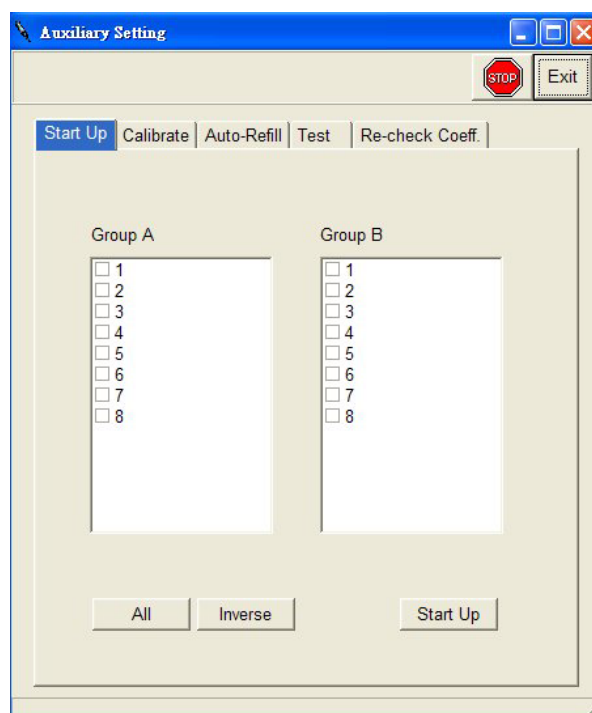 Auxiliary Setting
STOP
Exit
Start Up
Calibrate
Auto-Refill
Test
Re-check Coeff.
Group A
1
2
3
4
5
6
7
8
Group B
1
2
3
4
5
6
7
8
All
Inverse
Start Up